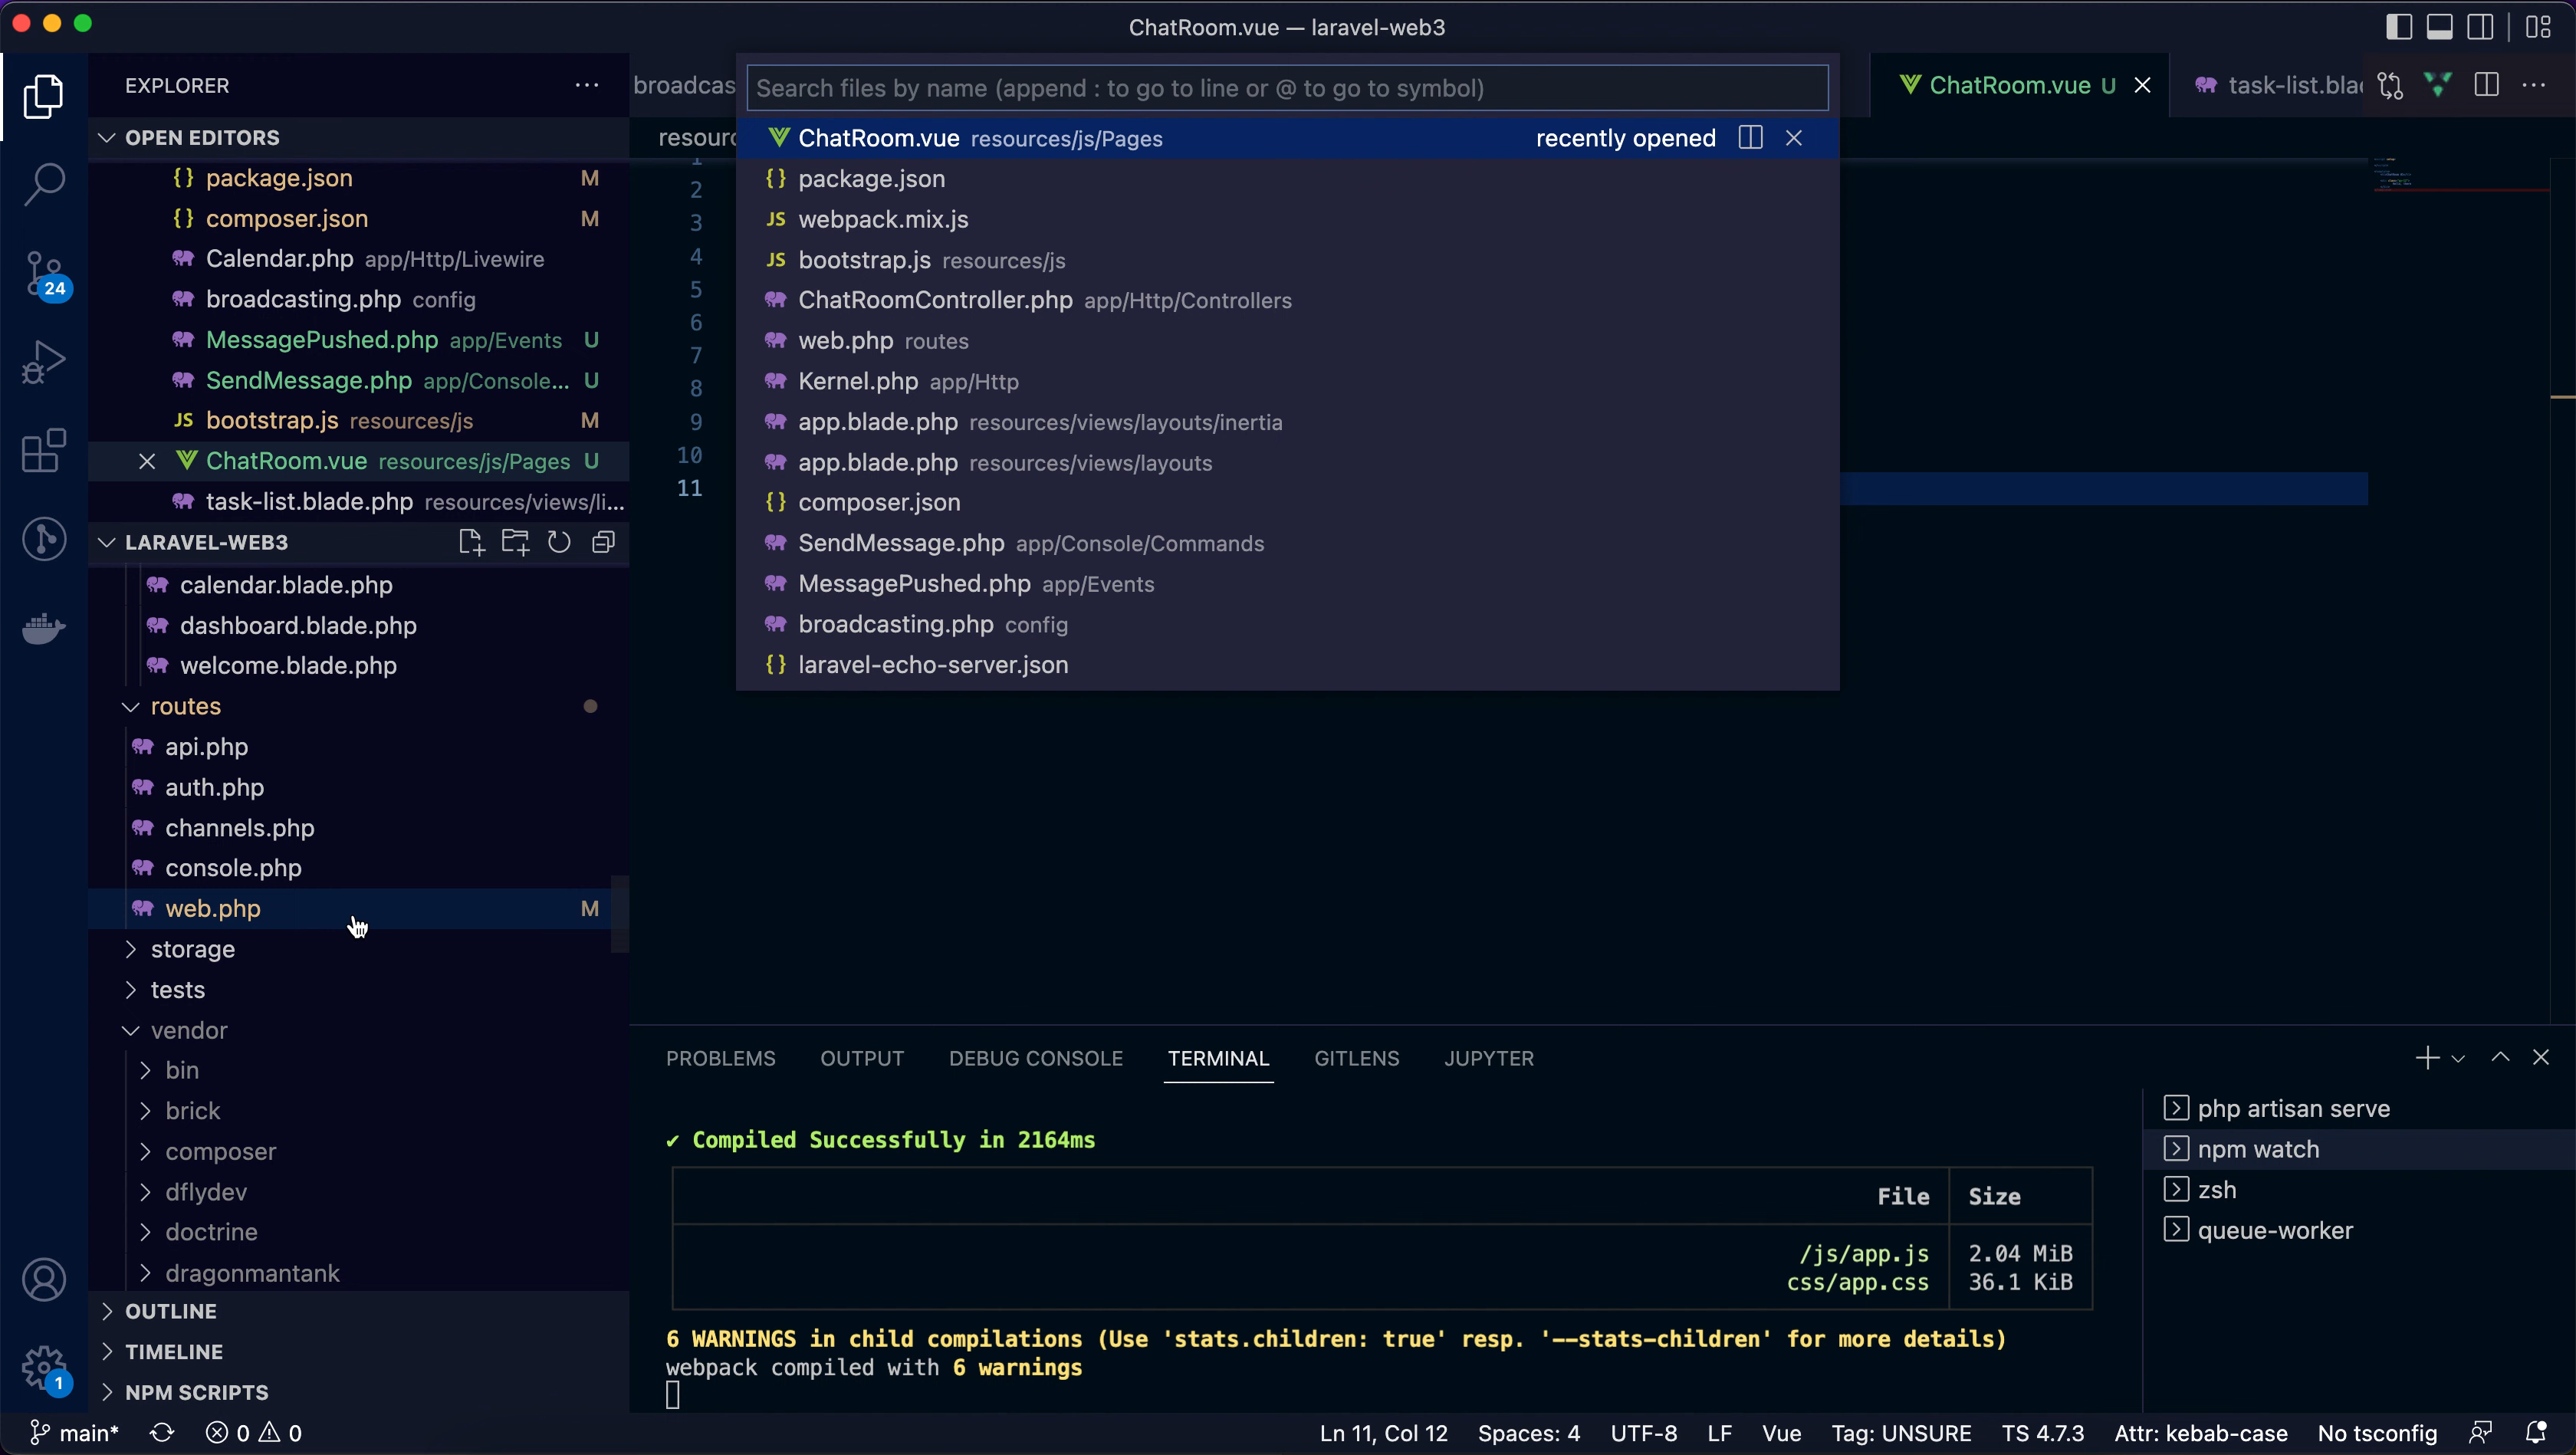 ChatRoom.vue — laravel-web3
EXPLORER
OPEN EDITORS
{} package.json M
{} composer.json M
Calendar.php app/Http/Livewire
broadcasting.php config
MessagePushed.php app/Events U
SendMessage.php app/Console... U
JS bootstrap.js resources/js M
ChatRoom.vue resources/js/Pages U
task-list.blade.php resources/views/li...
LARAVEL-WEB3
calendar.blade.php
dashboard.blade.php
welcome.blade.php
routes
api.php
auth.php
channels.php
console.php
web.php M
storage
tests
vendor
bin
brick
composer
dflydev
doctrine
dragonmantank
OUTLINE
TIMELINE
NPM SCRIPTS
24
1
broadcas
ChatRoom.vue U
task-list.blad
resourc
1
2
3
4
5
6
7
8
9
10
11
Search files by name (append : to go to line or @ to go to symbol)
ChatRoom.vue resources/js/Pages recently opened
{} package.json
JS webpack.mix.js
JS bootstrap.js resources/js
ChatRoomController.php app/Http/Controllers
web.php routes
Kernel.php app/Http
app.blade.php resources/views/layouts/inertia
app.blade.php resources/views/layouts
{} composer.json
SendMessage.php app/Console/Commands
MessagePushed.php app/Events
broadcasting.php config
{} laravel-echo-server.json
PROBLEMS OUTPUT DEBUG CONSOLE TERMINAL GITLENS JUPYTER
✔ Compiled Successfully in 2164ms
File Size
/js/app.js 2.04 MiB
css/app.css 36.1 KiB
6 WARNINGS in child compilations (Use 'stats.children: true' resp. '--stats-children' for more details)
webpack compiled with 6 warnings
php artisan serve
npm watch
zsh
queue-worker
main* 0 0 Ln 11, Col 12 Spaces: 4 UTF-8 LF Vue Tag: UNSURE TS 4.7.3 Attr: kebab-case No tsconfig